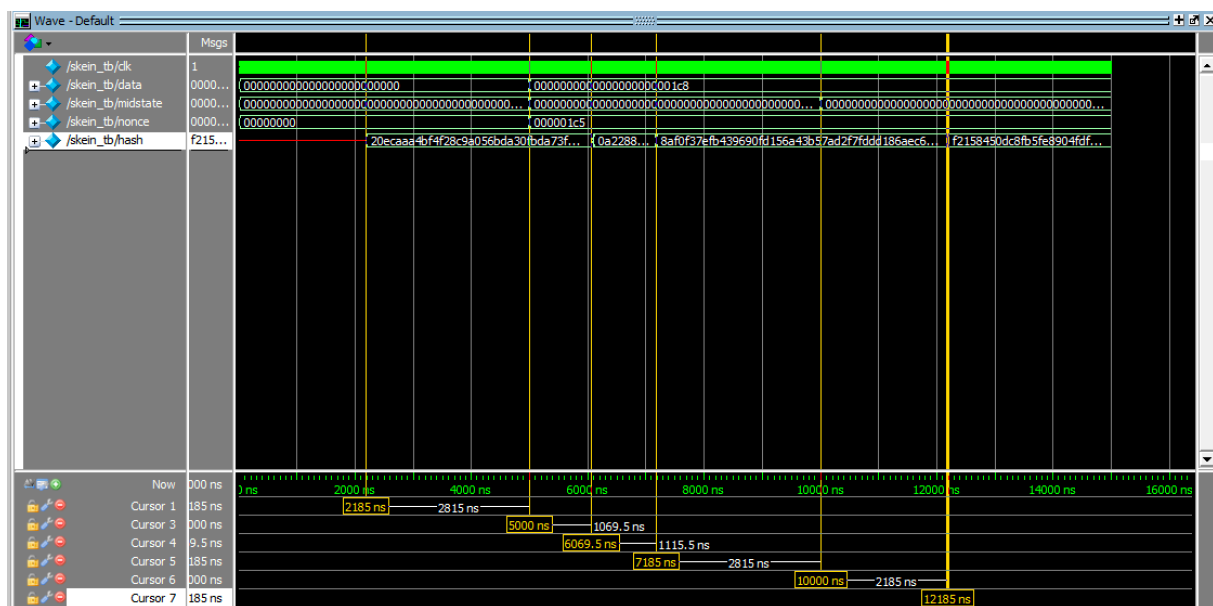 Wave - Default
Msgs
/skein_tb/clk 1
/skein_tb/data 0000... 000000000000000000000000 0000000000000000000001c8
/skein_tb/midstate 0000...
/skein_tb/nonce 0000... 00000000 000001c5
/skein_tb/hash f215... 20ecaaa4bf4f28c9a056bda30fbda73f... 0a2288... 8af0f37efb439690fd156a43b57ad2f7fddd186aec6... f2158450dc8fb5fe8904fdf...
Now 000 ns ns 2000 ns 4000 ns 6000 ns 8000 ns 10000 ns 12000 ns 14000 ns 16000 ns
Cursor 1 185 ns 2185 ns 2815 ns
Cursor 3 000 ns 5000 ns 1069.5 ns
Cursor 4 9.5 ns 6069.5 ns 1115.5 ns
Cursor 5 185 ns 7185 ns 2815 ns
Cursor 6 000 ns 10000 ns 2185 ns
Cursor 7 185 ns 12185 ns